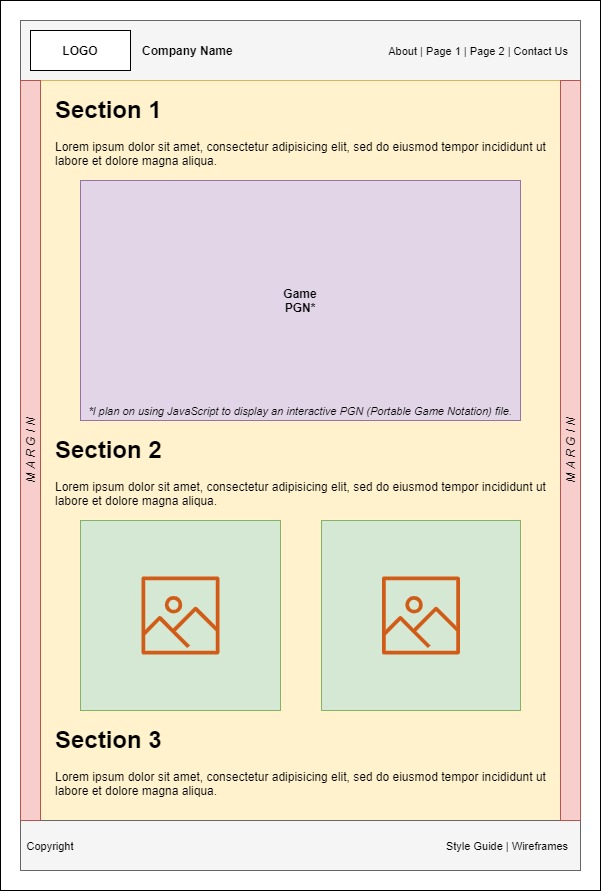 LOGO
Company Name
About | Page 1 | Page 2 | Contact Us
Section 1
Lorem ipsum dolor sit amet, consectetur adipisicing elit, sed do eiusmod tempor incididunt ut
labore et dolore magna aliqua.
Game
PGN*
*I plan on using JavaScript to display an interactive PGN (Portable Game Notation) file.
MARGIN
MARGIN
Section 2
Lorem ipsum dolor sit amet, consectetur adipisicing elit, sed do eiusmod tempor incididunt ut
labore et dolore magna aliqua.
Section 3
Lorem ipsum dolor sit amet, consectetur adipisicing elit, sed do eiusmod tempor incididunt ut
labore et dolore magna aliqua.
Copyright
Style Guide | Wireframes